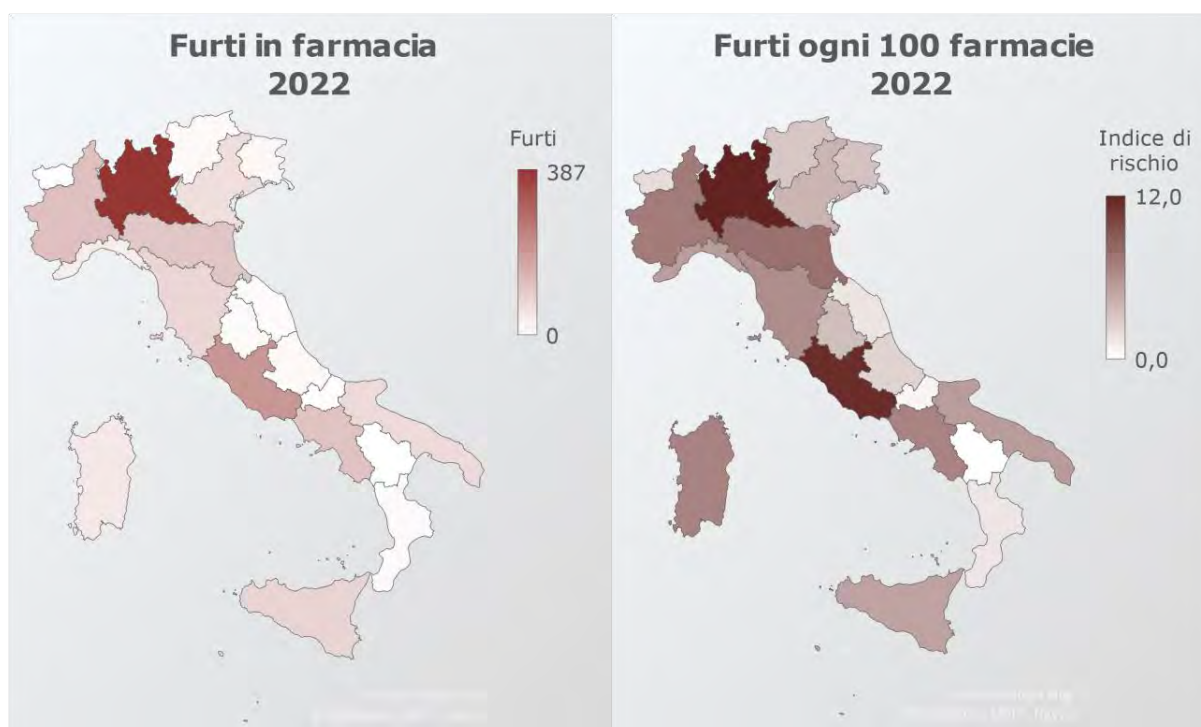 Furti in farmacia
2022
Furti
387
0
Furti ogni 100 farmacie
2022
Indice di
rischio
12,0
0,0